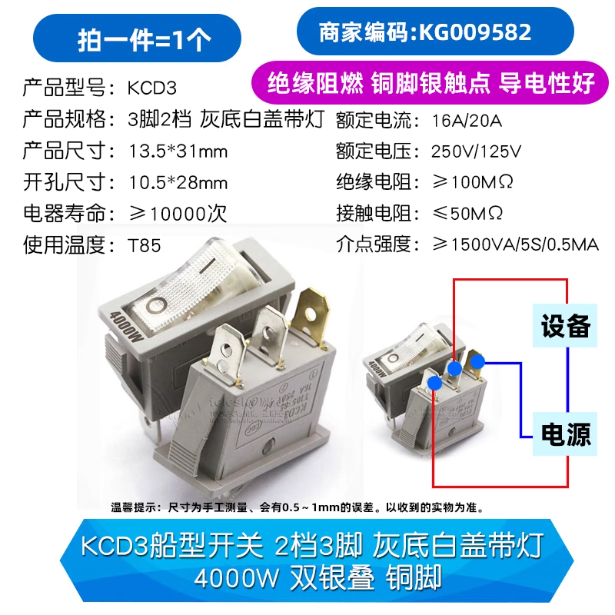 拍一件=1个
商家编码:KG009582
绝缘阻燃 铜脚银触点 导电性好
产品型号: KCD3
产品规格: 3脚2档 灰底白盖带灯
额定电流: 16A/20A
产品尺寸: 13.5*31mm
额定电压: 250V/125V
开孔尺寸: 10.5*28mm
绝缘电阻: ≥100MΩ
电器寿命: ≥10000次
接触电阻: ≤50MΩ
使用温度: T85
介点强度: ≥1500VA/5S/0.5MA
4000W
KCD3
4000W
KCD3
设备
电源
温馨提示: 尺寸为手工测量、会有0.5~1mm的误差。以收到的实物为准。
KCD3船型开关 2档3脚 灰底白盖带灯
4000W 双银叠 铜脚